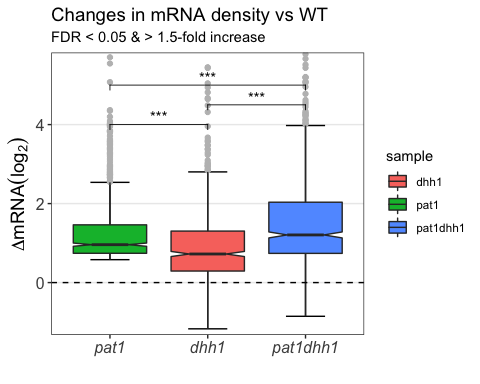 Changes in mRNA density vs WT
FDR < 0.05 & > 1.5-fold increase
ΔmRNA(log₂)
4
2
0
***
***
***
pat1
dhh1
pat1dhh1
sample
dhh1
pat1
pat1dhh1